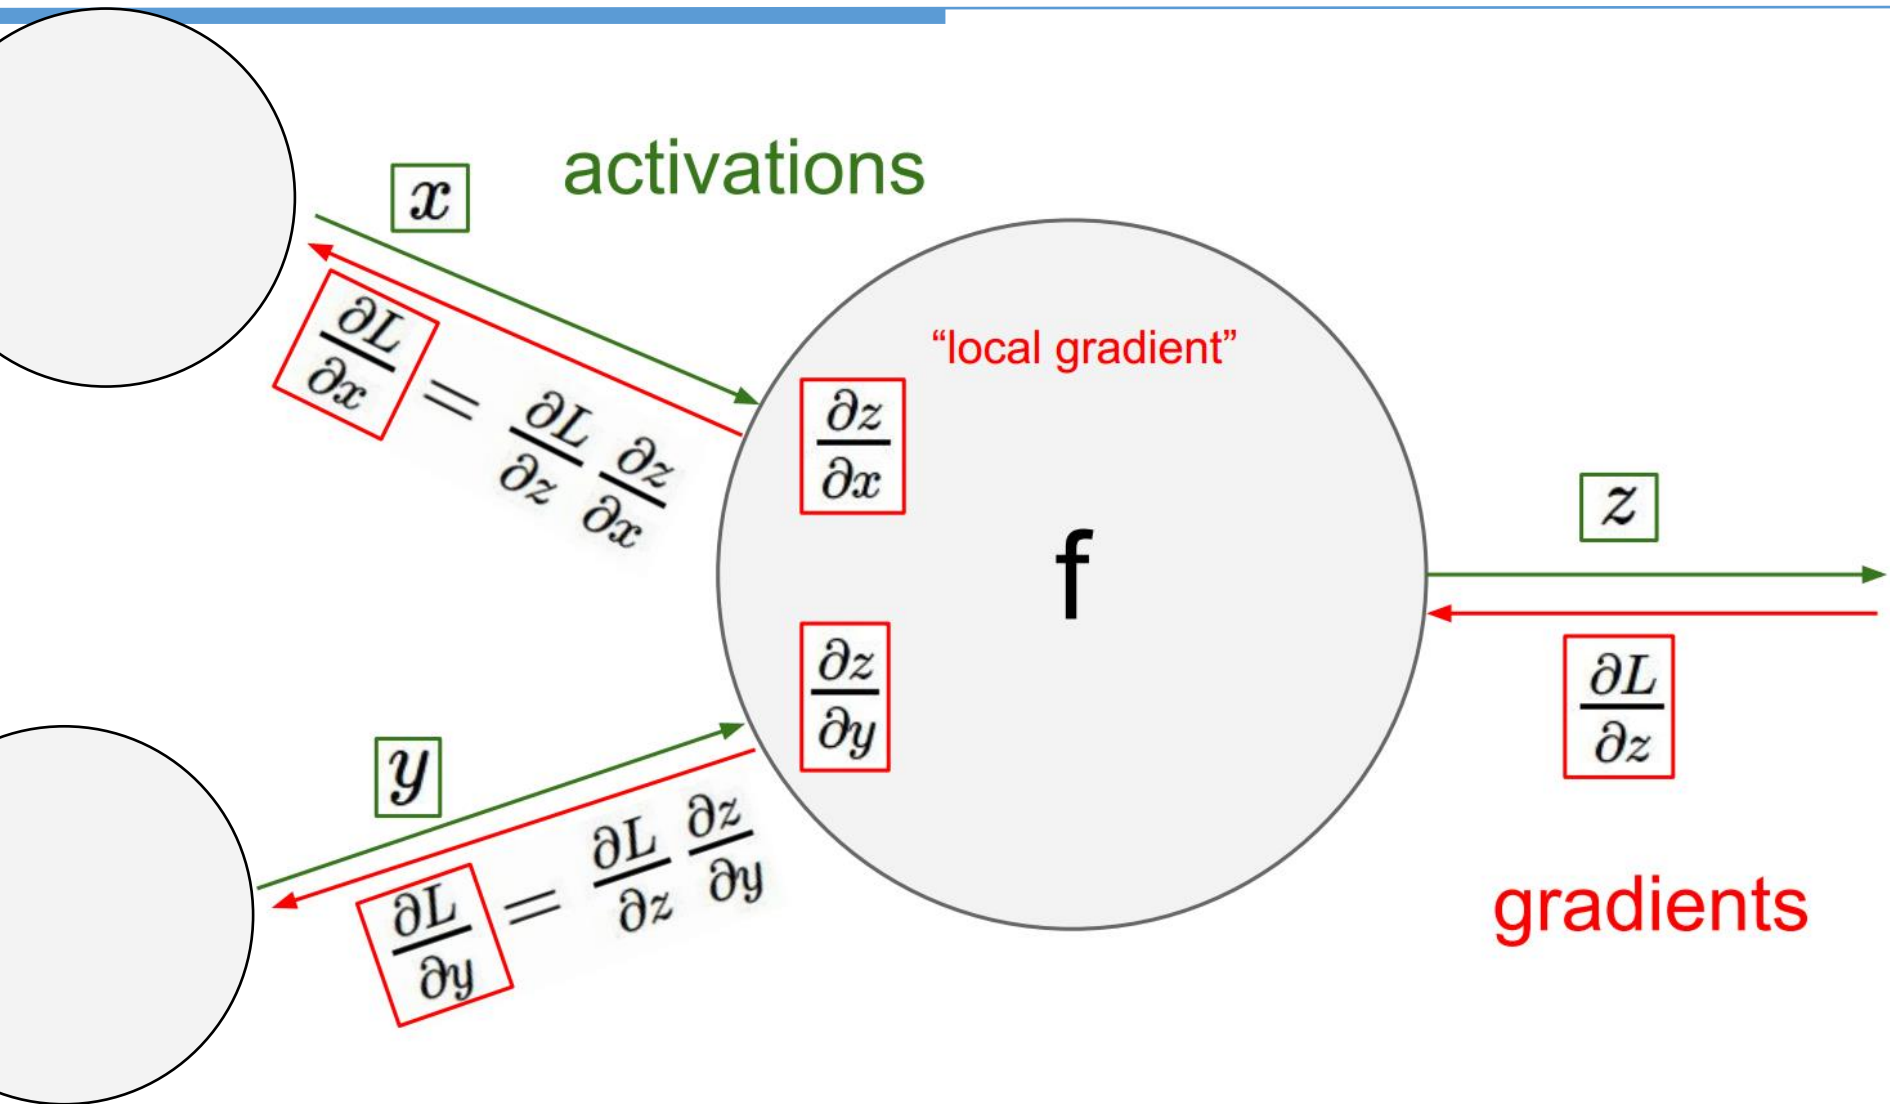 activations
x
∂L/∂x = ∂L/∂z ∂z/∂x
“local gradient”
∂z/∂x
f
z
∂L/∂z
∂z/∂y
y
∂L/∂y = ∂L/∂z ∂z/∂y
gradients